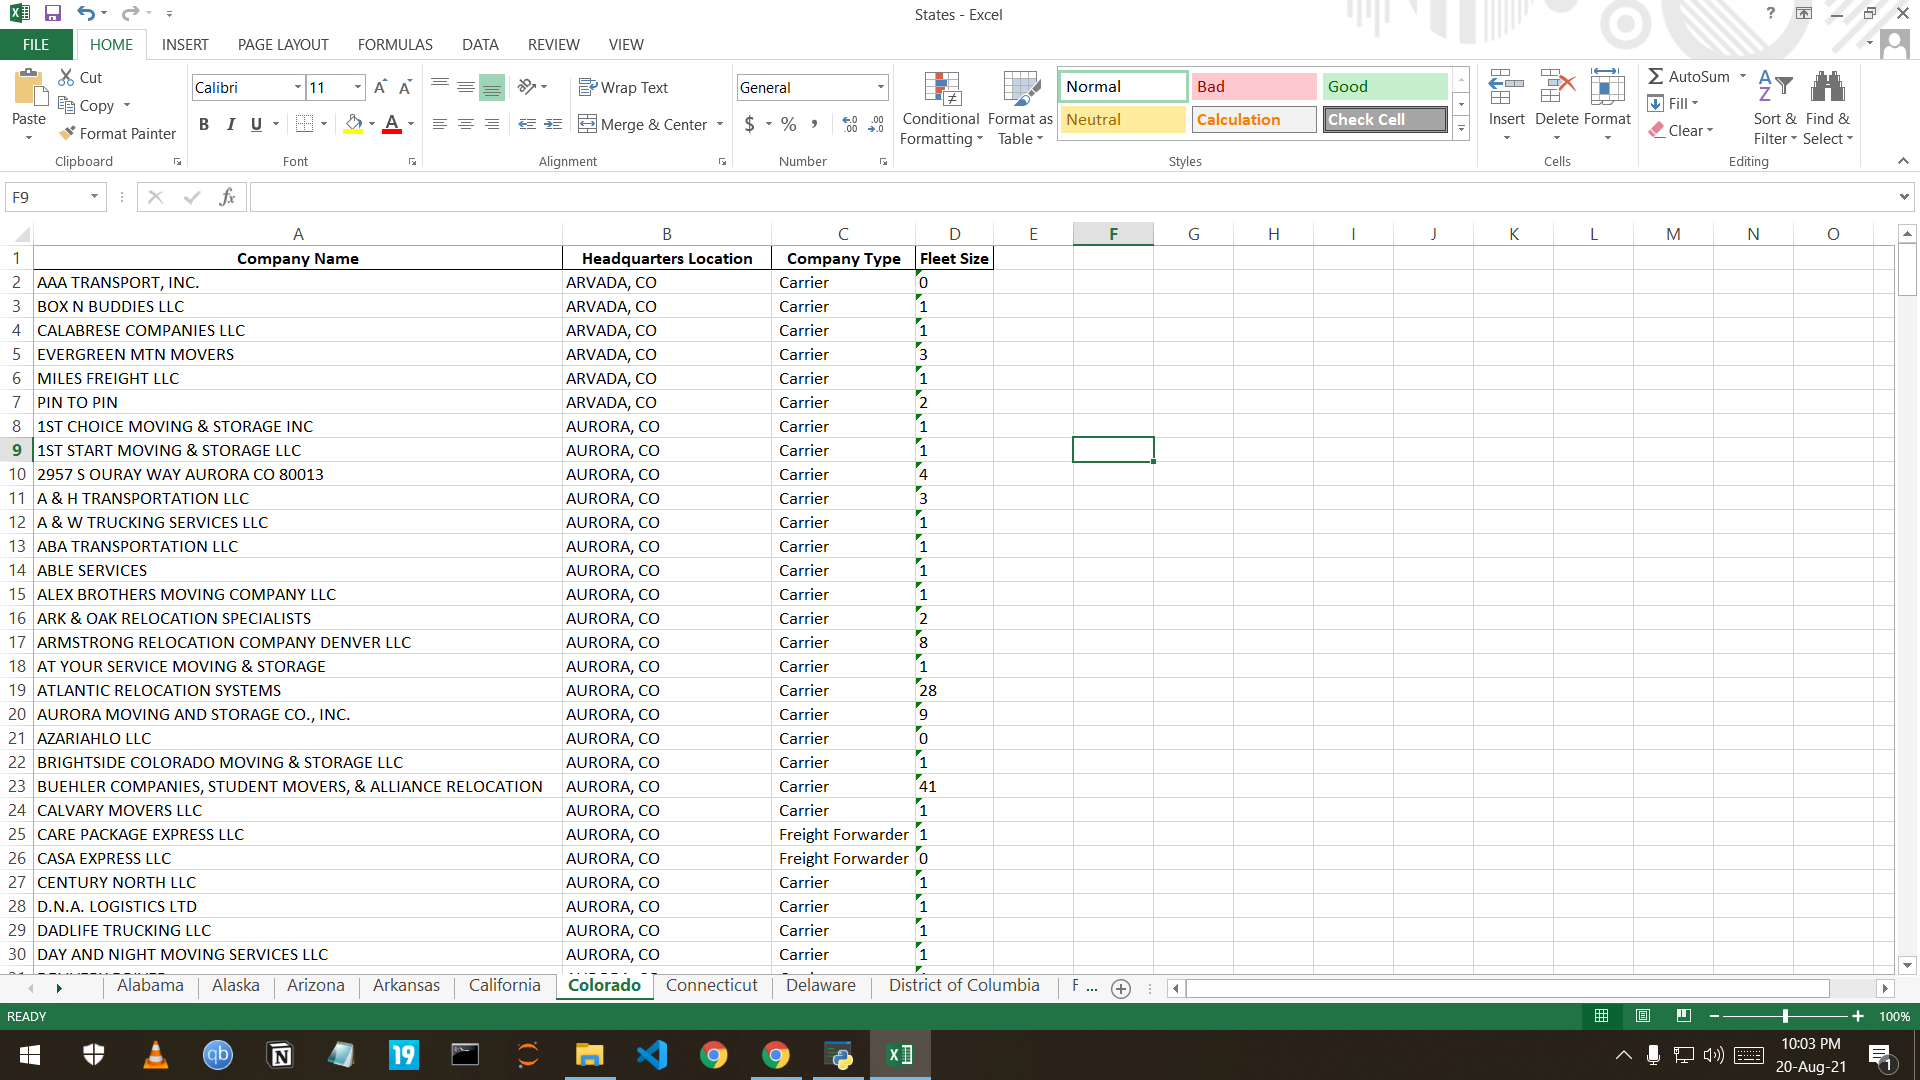 States - Excel
FILE HOME INSERT PAGE LAYOUT FORMULAS DATA REVIEW VIEW
Cut
Copy
Format Painter
Paste
Clipboard
Calibri 11
B I U
A
Font
Wrap Text
Merge & Center
Alignment
General
$ % ,
Number
Conditional Formatting
Format as Table
Normal Bad Good
Neutral Calculation Check Cell
Styles
Insert Delete Format
Cells
AutoSum
Fill
Clear
Sort & Filter
Find & Select
Editing
F9 fx
A B C D E F G H I J K L M N O
1 Company Name Headquarters Location Company Type Fleet Size
2 AAA TRANSPORT, INC. ARVADA, CO Carrier 0
3 BOX N BUDDIES LLC ARVADA, CO Carrier 1
4 CALABRESE COMPANIES LLC ARVADA, CO Carrier 1
5 EVERGREEN MTN MOVERS ARVADA, CO Carrier 3
6 MILES FREIGHT LLC ARVADA, CO Carrier 1
7 PIN TO PIN ARVADA, CO Carrier 2
8 1ST CHOICE MOVING & STORAGE INC AURORA, CO Carrier 1
9 1ST START MOVING & STORAGE LLC AURORA, CO Carrier 1
10 2957 S OURAY WAY AURORA CO 80013 AURORA, CO Carrier 4
11 A & H TRANSPORTATION LLC AURORA, CO Carrier 3
12 A & W TRUCKING SERVICES LLC AURORA, CO Carrier 1
13 ABA TRANSPORTATION LLC AURORA, CO Carrier 1
14 ABLE SERVICES AURORA, CO Carrier 1
15 ALEX BROTHERS MOVING COMPANY LLC AURORA, CO Carrier 1
16 ARK & OAK RELOCATION SPECIALISTS AURORA, CO Carrier 2
17 ARMSTRONG RELOCATION COMPANY DENVER LLC AURORA, CO Carrier 8
18 AT YOUR SERVICE MOVING & STORAGE AURORA, CO Carrier 1
19 ATLANTIC RELOCATION SYSTEMS AURORA, CO Carrier 28
20 AURORA MOVING AND STORAGE CO., INC. AURORA, CO Carrier 9
21 AZARIAHLO LLC AURORA, CO Carrier 0
22 BRIGHTSIDE COLORADO MOVING & STORAGE LLC AURORA, CO Carrier 1
23 BUEHLER COMPANIES, STUDENT MOVERS, & ALLIANCE RELOCATION AURORA, CO Carrier 41
24 CALVARY MOVERS LLC AURORA, CO Carrier 1
25 CARE PACKAGE EXPRESS LLC AURORA, CO Freight Forwarder 1
26 CASA EXPRESS LLC AURORA, CO Freight Forwarder 0
27 CENTURY NORTH LLC AURORA, CO Carrier 1
28 D.N.A. LOGISTICS LTD AURORA, CO Carrier 1
29 DADLIFE TRUCKING LLC AURORA, CO Carrier 1
30 DAY AND NIGHT MOVING SERVICES LLC AURORA, CO Carrier 1
Alabama Alaska Arizona Arkansas California Colorado Connecticut Delaware District of Columbia F ...
READY 100%
qb N 19
10:03 PM
20-Aug-21
1